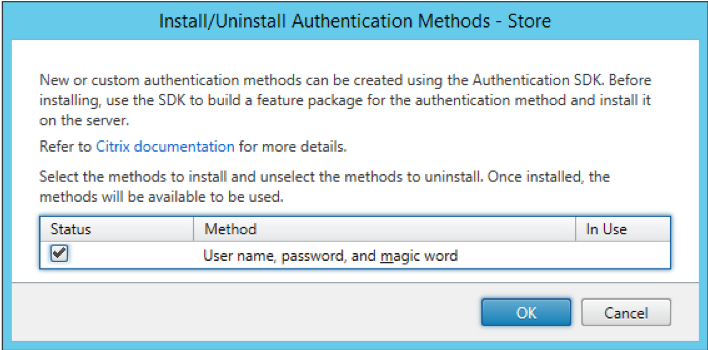 Install/Uninstall Authentication Methods - Store
New or custom authentication methods can be created using the Authentication SDK. Before
installing, use the SDK to build a feature package for the authentication method and install it
on the server.
Refer to Citrix documentation for more details.
Select the methods to install and unselect the methods to uninstall. Once installed, the
methods will be available to be used.
Status Method In Use
User name, password, and magic word
OK Cancel